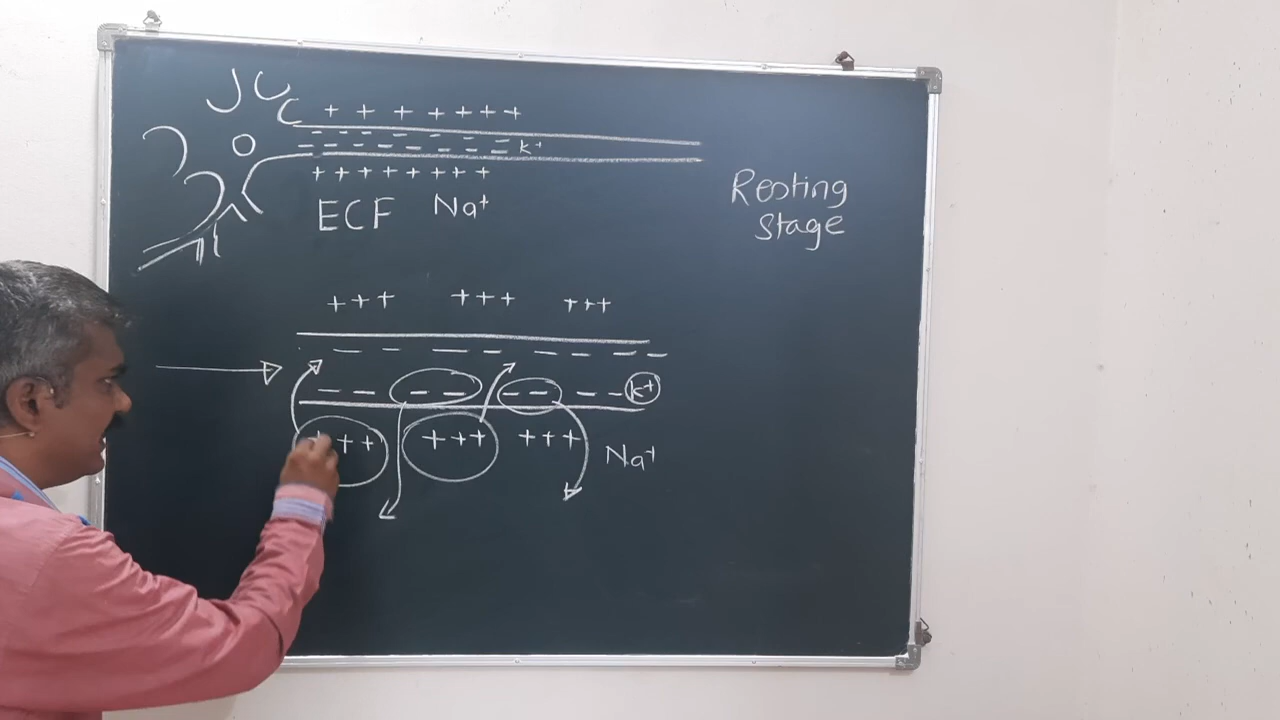 + + + + + + +
- - - - - - -
- - - - - - - K+
+ + + + + + + +
ECF Na+
Resting
Stage
+++ +++ +++
- - - - - - - -
- - - - - - - - - K+
+++ +++ +++ Na+